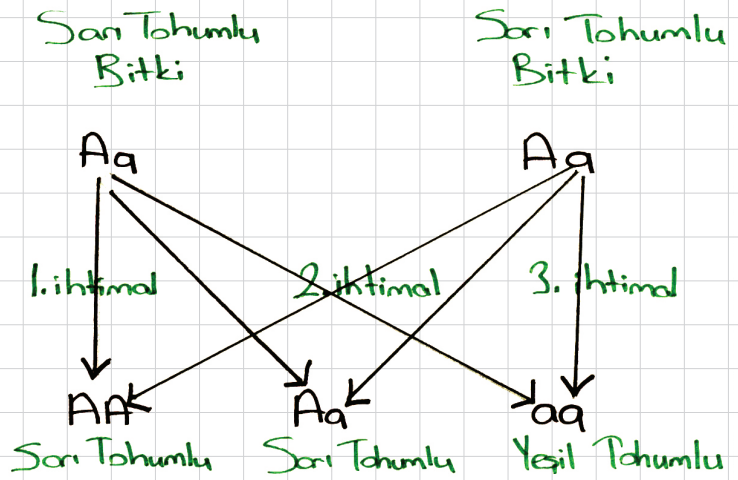 Sarı Tohumlu
Bitki
Sarı Tohumlu
Bitki
Aa
Aa
1. ihtimal
2. ihtimal
3. ihtimal
AA
Aa
aa
Sarı Tohumlu
Sarı Tohumlu
Yeşil Tohumlu